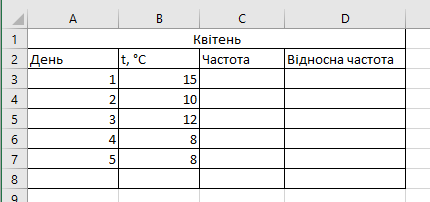 A B C D
1 Квітень
2 День t, °C Частота Відносна частота
3 1 15
4 2 10
5 3 12
6 4 8
7 5 8
8